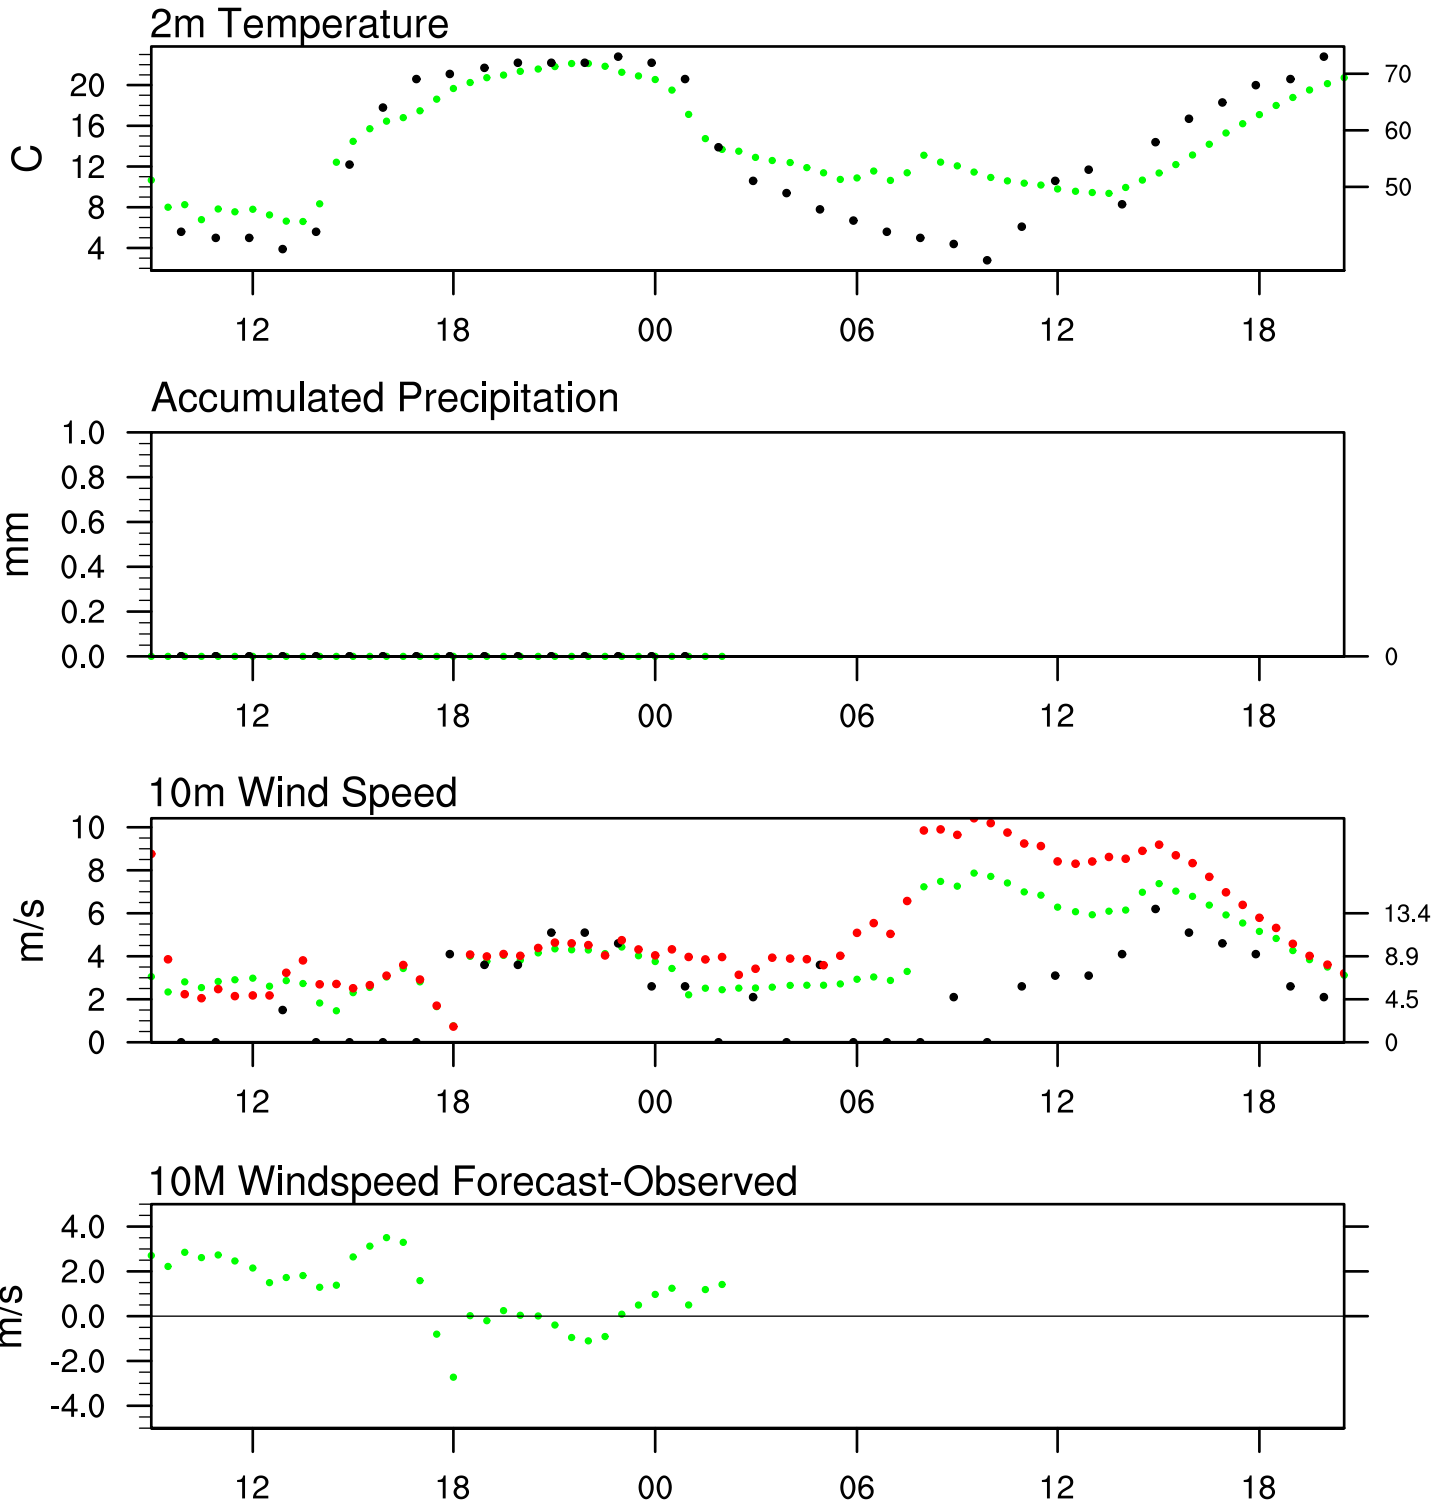 2m Temperature
20
16
12
8
4
C
70
60
50
12 18 00 06 12 18
Accumulated Precipitation
1.0
0.8
0.6
0.4
0.2
0.0
mm
0
12 18 00 06 12 18
10m Wind Speed
10
8
6
4
2
0
m/s
13.4
8.9
4.5
0
12 18 00 06 12 18
10M Windspeed Forecast-Observed
4.0
2.0
0.0
-2.0
-4.0
m/s
12 18 00 06 12 18